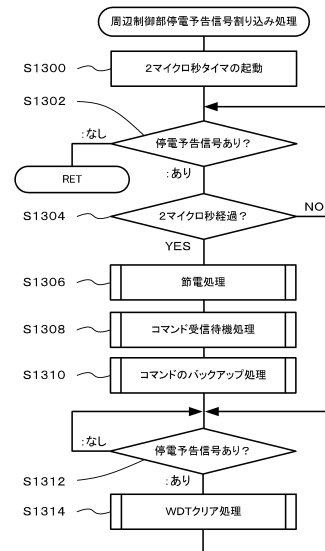 周辺制御部停電予告信号割り込み処理
S1300
2マイクロ秒タイマの起動
S1302
停電予告信号あり？
:なし
RET
:あり
S1304
2マイクロ秒経過？
NO
YES
S1306
節電処理
S1308
コマンド受信待機処理
S1310
コマンドのバックアップ処理
停電予告信号あり？
:なし
S1312
:あり
S1314
WDTクリア処理